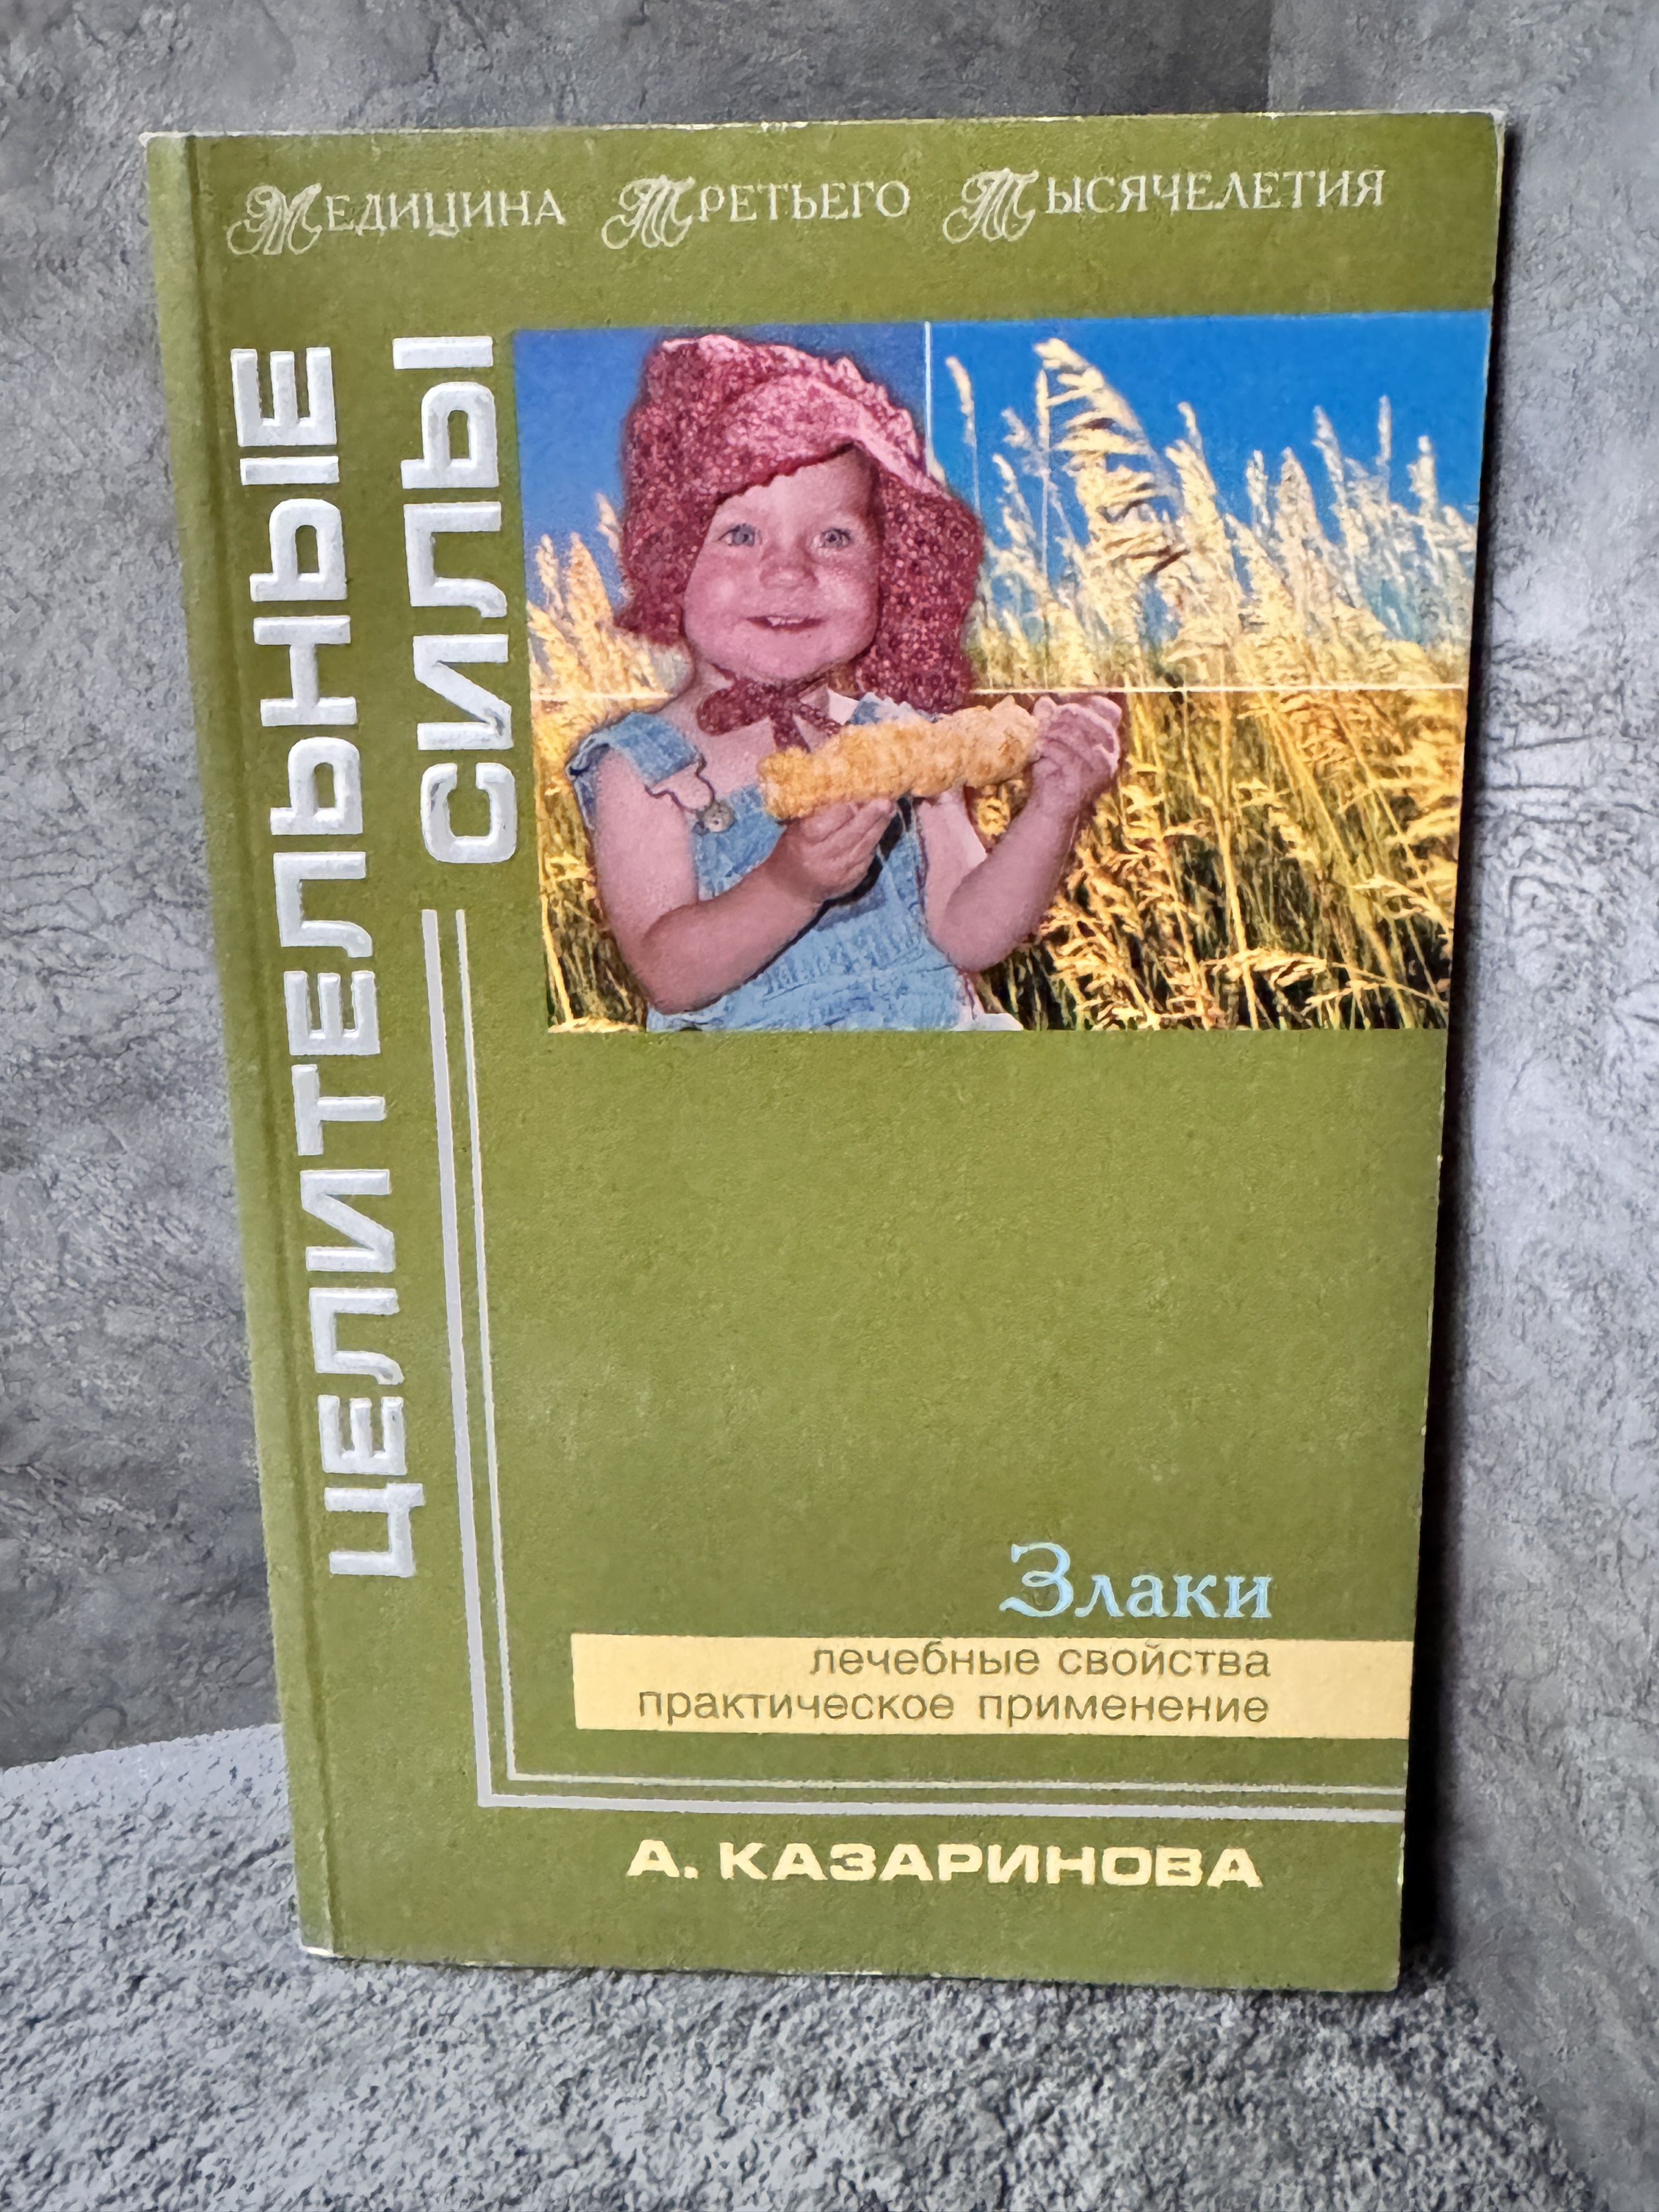 Медицина Третьего Тысячелетия
ЦЕЛИТЕЛЬНЫЕ
СИЛЫ
Злаки
лечебные свойства
практическое применение
А. КАЗАРИНОВА